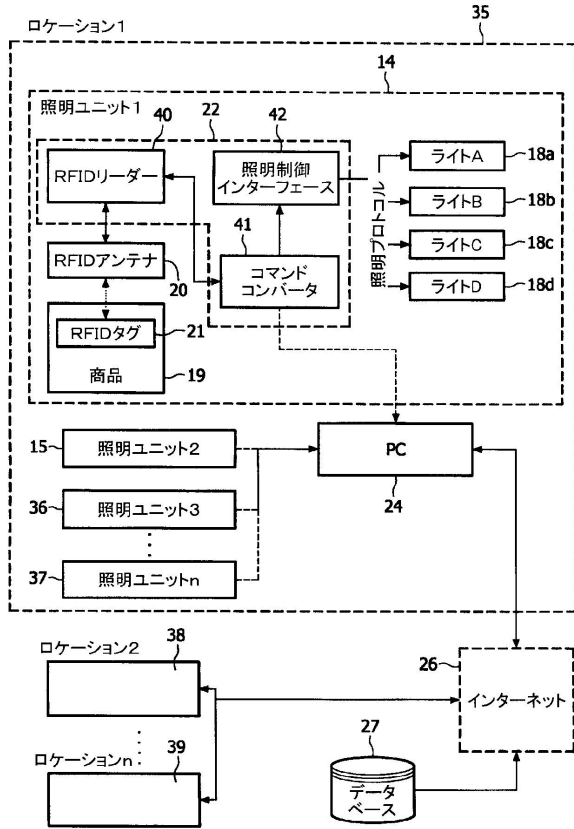 ロケーション1
35
14
照明ユニット1
40
22
42
RFIDリーダー
照明制御
インターフェース
ライトA
18a
ライトB
18b
ライトC
18c
ライトD
18d
照明プロトコル
41
RFIDアンテナ
20
コマンド
コンバータ
RFIDタグ
21
商品
19
15
照明ユニット2
PC
24
36
照明ユニット3
37
照明ユニットn
ロケーション2
38
26
インターネット
ロケーションn
39
27
データ
ベース